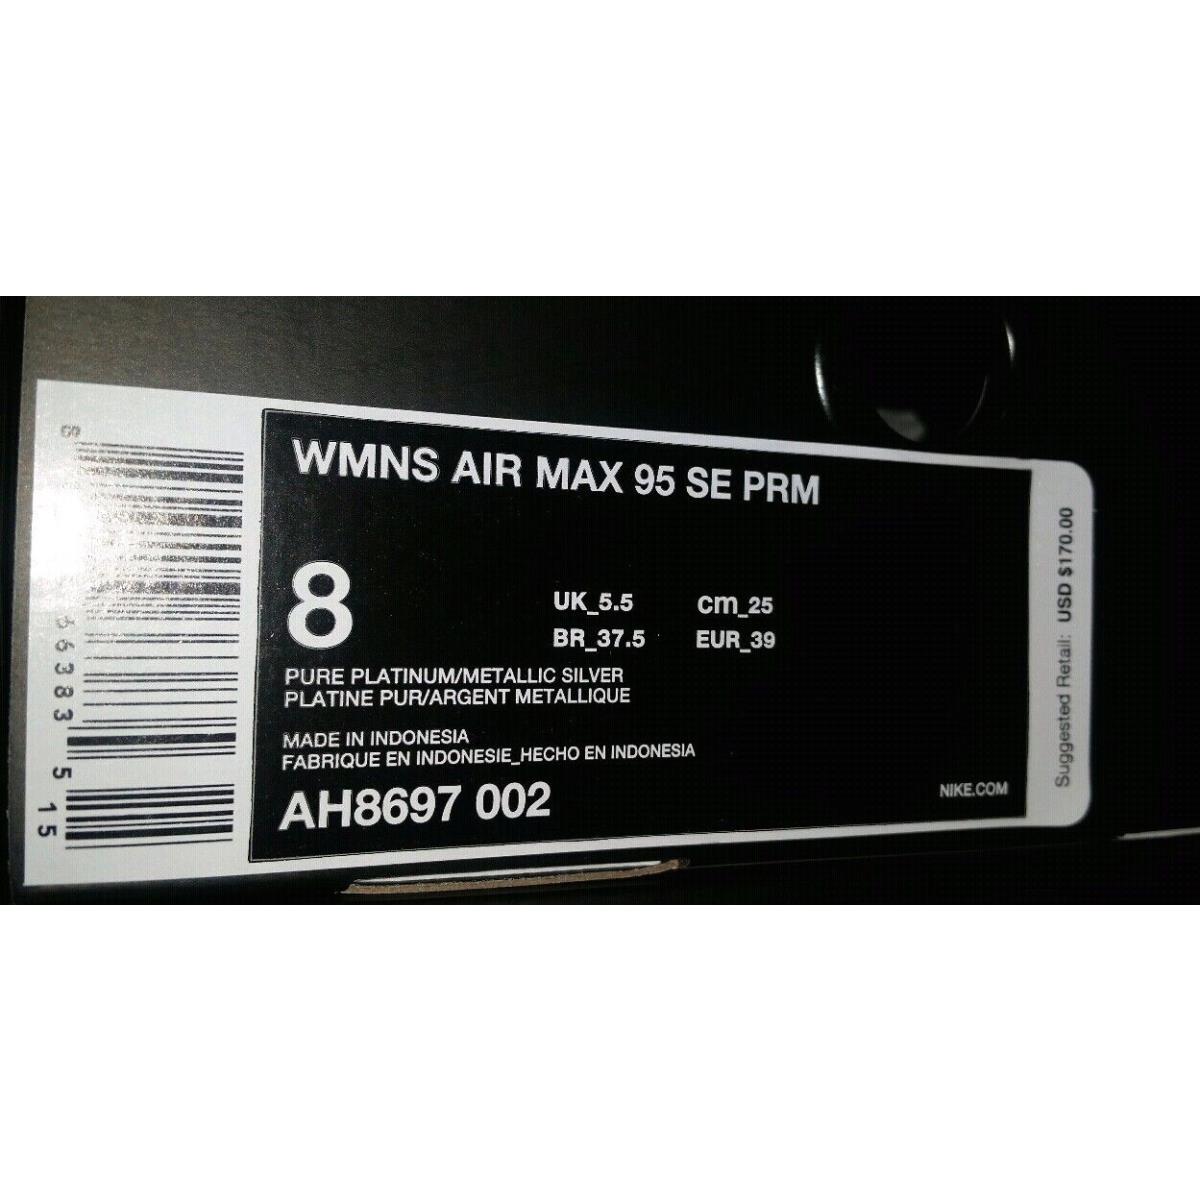 WMNS AIR MAX 95 SE PRM
8
UK_5.5 cm_25
BR_37.5 EUR_39
PURE PLATINUM/METALLIC SILVER
PLATINE PUR/ARGENT METALLIQUE
MADE IN INDONESIA
FABRIQUE EN INDONESIE_HECHO EN INDONESIA
AH8697 002
NIKE.COM
Suggested Retail: USD $170.00